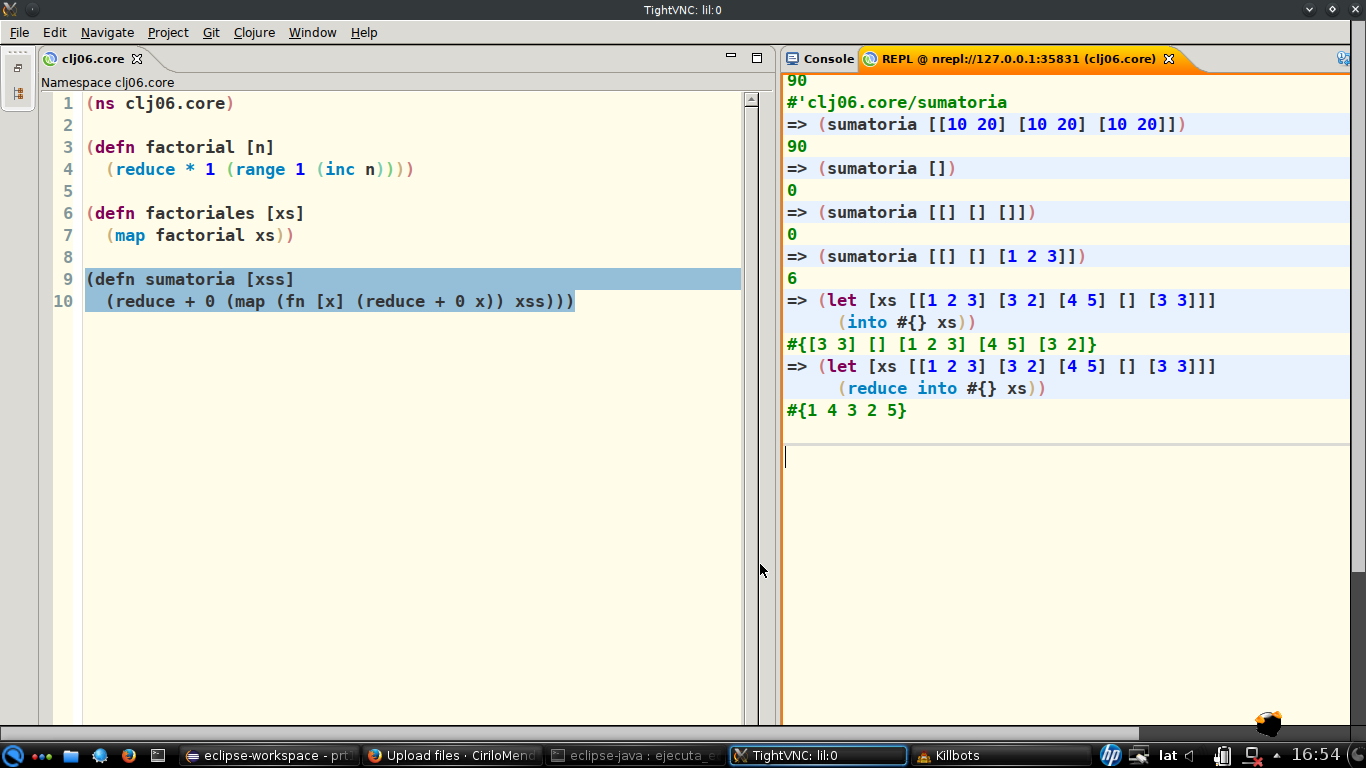 TightVNC: lil:0
File Edit Navigate Project Git Clojure Window Help
clj06.core
Namespace clj06.core
1 (ns clj06.core)
2
3 (defn factorial [n]
4   (reduce * 1 (range 1 (inc n))))
5
6 (defn factoriales [xs]
7   (map factorial xs))
8
9 (defn sumatoria [xss]
10   (reduce + 0 (map (fn [x] (reduce + 0 x)) xss)))
Console REPL @ nrepl://127.0.0.1:35831 (clj06.core)
90
#'clj06.core/sumatoria
=> (sumatoria [[10 20] [10 20] [10 20]])
90
=> (sumatoria [])
0
=> (sumatoria [[] [] []])
0
=> (sumatoria [[] [] [1 2 3]])
6
=> (let [xs [[1 2 3] [3 2] [4 5] [] [3 3]]]
     (into #{} xs))
#{[3 3] [] [1 2 3] [4 5] [3 2]}
=> (let [xs [[1 2 3] [3 2] [4 5] [] [3 3]]]
     (reduce into #{} xs))
#{1 4 3 2 5}
eclipse-workspace - prt Upload files · CiriloMen eclipse-java : ejecuta_e TightVNC: lil:0 Killbots hp lat 16:54